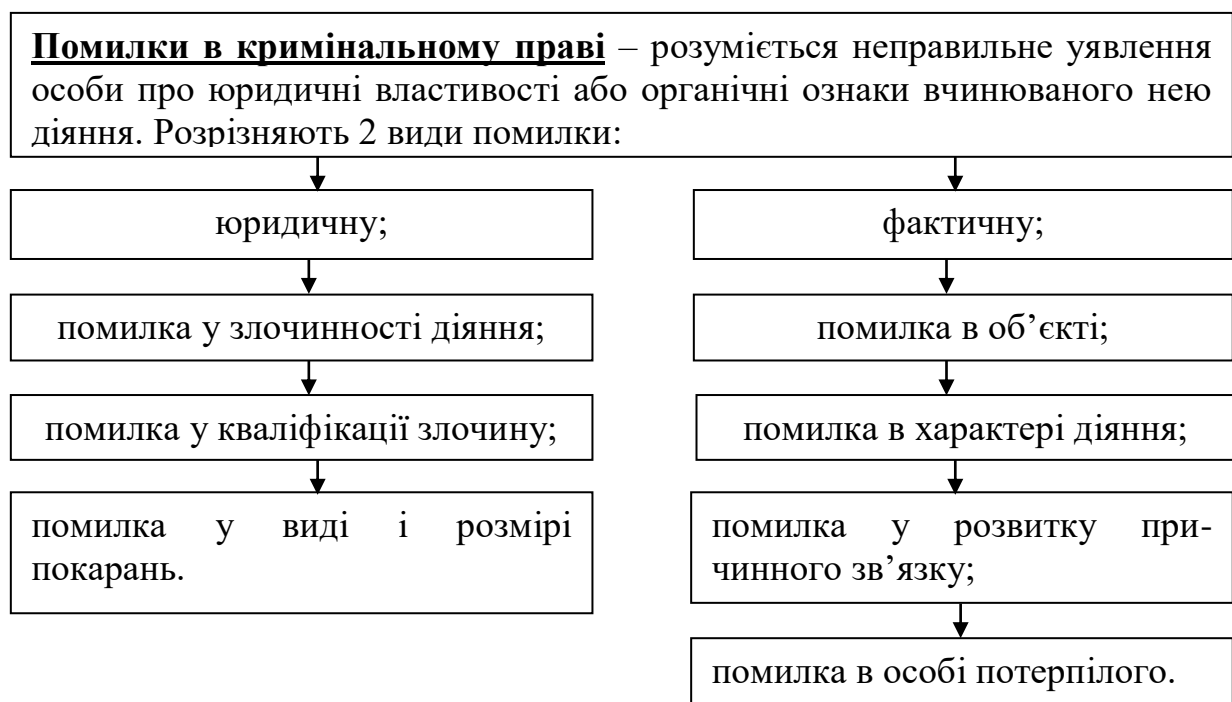 Помилки в кримінальному праві – розуміється неправильне уявлення
особи про юридичні властивості або органічні ознаки вчинюваного нею
діяння. Розрізняють 2 види помилки:
юридичну;
помилка у злочинності діяння;
помилка у кваліфікації злочину;
помилка у виді і розмірі
покарань.
фактичну;
помилка в об’єкті;
помилка в характері діяння;
помилка у розвитку при-
чинного зв’язку;
помилка в особі потерпілого.